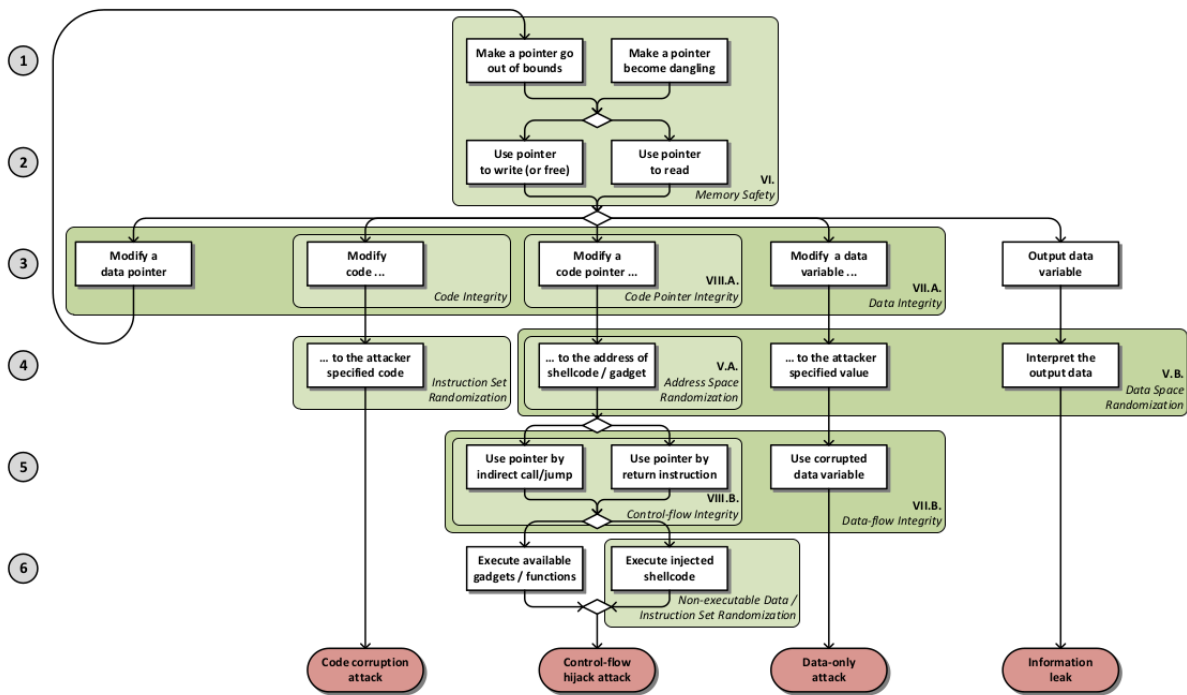 1
Make a pointer go
out of bounds
Make a pointer
become dangling
2
Use pointer
to write (or free)
Use pointer
to read
VI.
Memory Safety
3
Modify a
data pointer
Modify
code ...
Code Integrity
Modify a
code pointer ...
VIII.A.
Code Pointer Integrity
Modify a data
variable ...
VII.A.
Data Integrity
Output data
variable
4
... to the attacker
specified code
Instruction Set
Randomization
... to the address of
shellcode / gadget
V.A.
Address Space
Randomization
... to the attacker
specified value
Interpret the
output data
V.B.
Data Space
Randomization
5
Use pointer by
indirect call/jump
Use pointer by
return instruction
VIII.B.
Control-flow Integrity
Use corrupted
data variable
VII.B.
Data-flow Integrity
6
Execute available
gadgets / functions
Execute injected
shellcode
Non-executable Data /
Instruction Set Randomization
Code corruption
attack
Control-flow
hijack attack
Data-only
attack
Information
leak